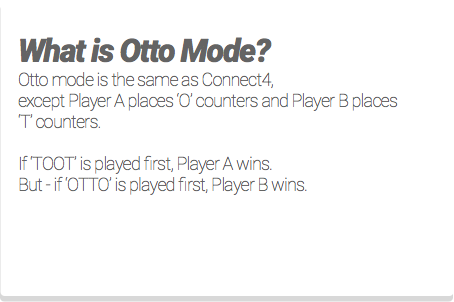 What is Otto Mode?
Otto mode is the same as Connect4,
except Player A places ‘O’ counters and Player B places
‘T’ counters.
If ‘TOOT’ is played first, Player A wins.
But - if ‘OTTO’ is played first, Player B wins.